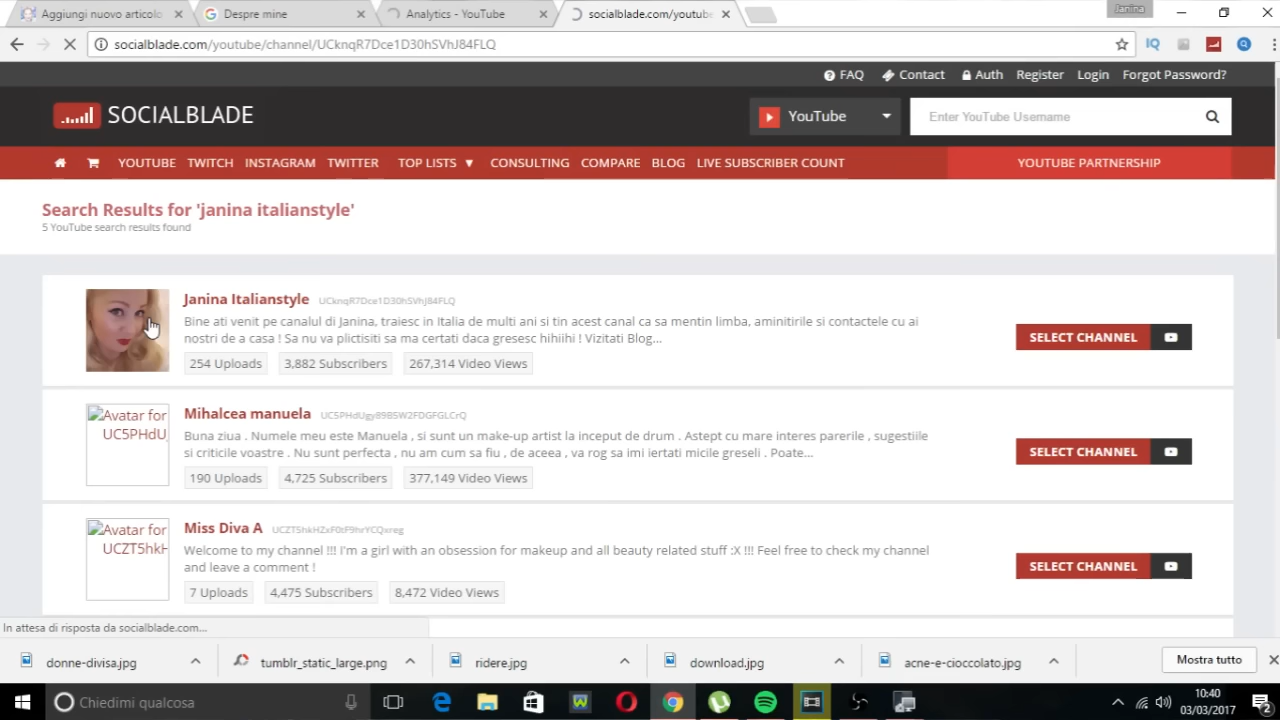 Aggiungi nuovo articolo
Despre mine
Analytics - YouTube
socialblade.com/youtube
Janina
socialblade.com/youtube/channel/UCknqR7Dce1D30hSVhJ84FLQ
IQ
FAQ
Contact
Auth
Register
Login
Forgot Password?
SOCIALBLADE
YouTube
Enter YouTube Username
YOUTUBE
TWITCH
INSTAGRAM
TWITTER
TOP LISTS
CONSULTING
COMPARE
BLOG
LIVE SUBSCRIBER COUNT
YOUTUBE PARTNERSHIP
Search Results for 'janina italianstyle'
5 YouTube search results found
Janina Italianstyle UCknqR7Dce1D30hSVhJ84FLQ
Bine ati venit pe canalul di Janina, traiesc in Italia de multi ani si tin acest canal ca sa mentin limba, aminitirile si contactele cu ai
nostri de a casa ! Sa nu va plictisiti sa ma certati daca gresesc hihiihi ! Vizitati Blog...
254 Uploads
3,882 Subscribers
267,314 Video Views
SELECT CHANNEL
Avatar for
UC5PHdU
Mihalcea manuela UC5PHdUgy89B5W2FDGFGLCrQ
Buna ziua . Numele meu este Manuela , si sunt un make-up artist la inceput de drum . Astept cu mare interes parerile , sugestiile
si criticile voastre . Nu sunt perfecta , nu am cum sa fiu , de aceea , va rog sa imi iertati micile greseli . Poate...
190 Uploads
4,725 Subscribers
377,149 Video Views
SELECT CHANNEL
Avatar for
UCZT5hkH
Miss Diva A UCZT5hkHZxF0tF9hrYCQxreg
Welcome to my channel !!! I'm a girl with an obsession for makeup and all beauty related stuff :X !!! Feel free to check my channel
and leave a comment !
7 Uploads
4,475 Subscribers
8,472 Video Views
SELECT CHANNEL
In attesa di risposta da socialblade.com...
donne-divisa.jpg
tumblr_static_large.png
ridere.jpg
download.jpg
acne-e-cioccolato.jpg
Mostra tutto
Chiedimi qualcosa
10:40
03/03/2017
2